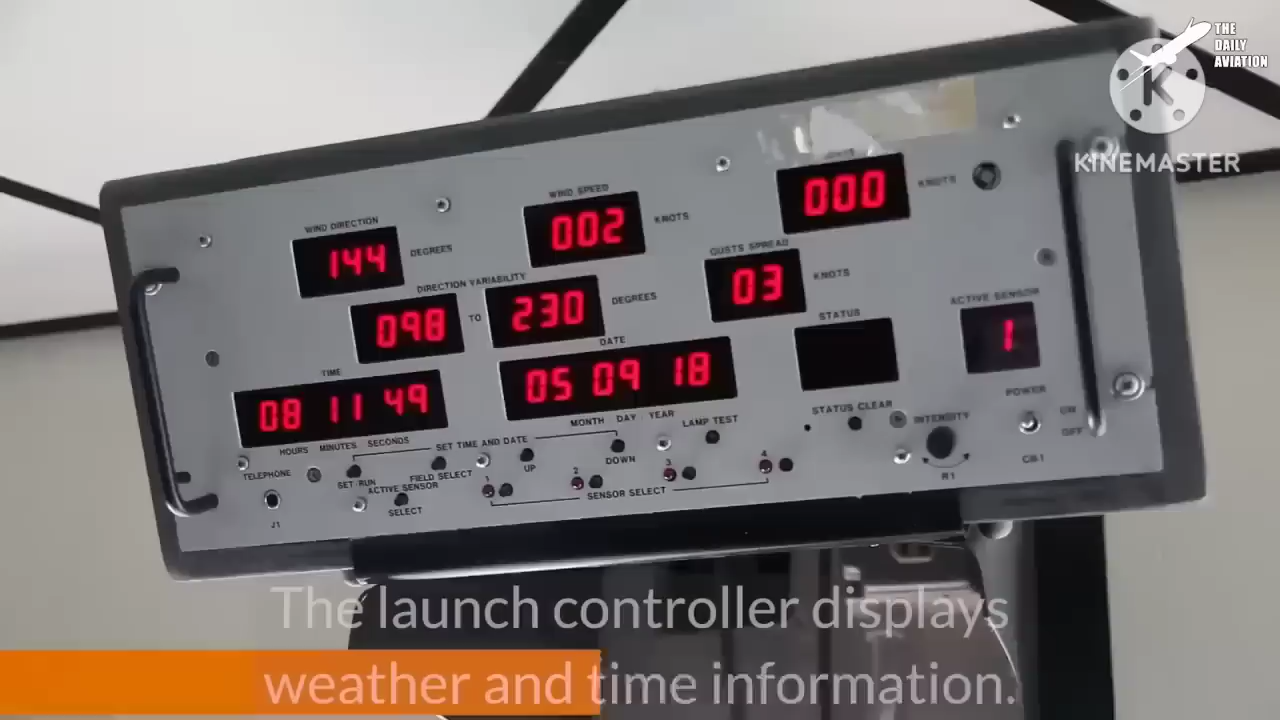 THE
DAILY
AVIATION
K
KINEMASTER
WIND DIRECTION
144 DEGREES
WIND SPEED
002 KNOTS
000 KNOTS
DIRECTION VARIABILITY
098 TO 230 DEGREES
GUSTS SPREAD
03 KNOTS
TIME
08 11 49
HOURS MINUTES SECONDS
DATE
05 09 18
MONTH DAY YEAR
STATUS
ACTIVE SENSOR
1
STATUS CLEAR
LAMP TEST
INTENSITY
R1
POWER
ON
OFF
CB1
TELEPHONE
J1
SET TIME AND DATE
SET RUN
FIELD SELECT
UP
DOWN
ACTIVE SENSOR
SELECT
1 2 3 4
SENSOR SELECT
The launch controller displays
weather and time information.